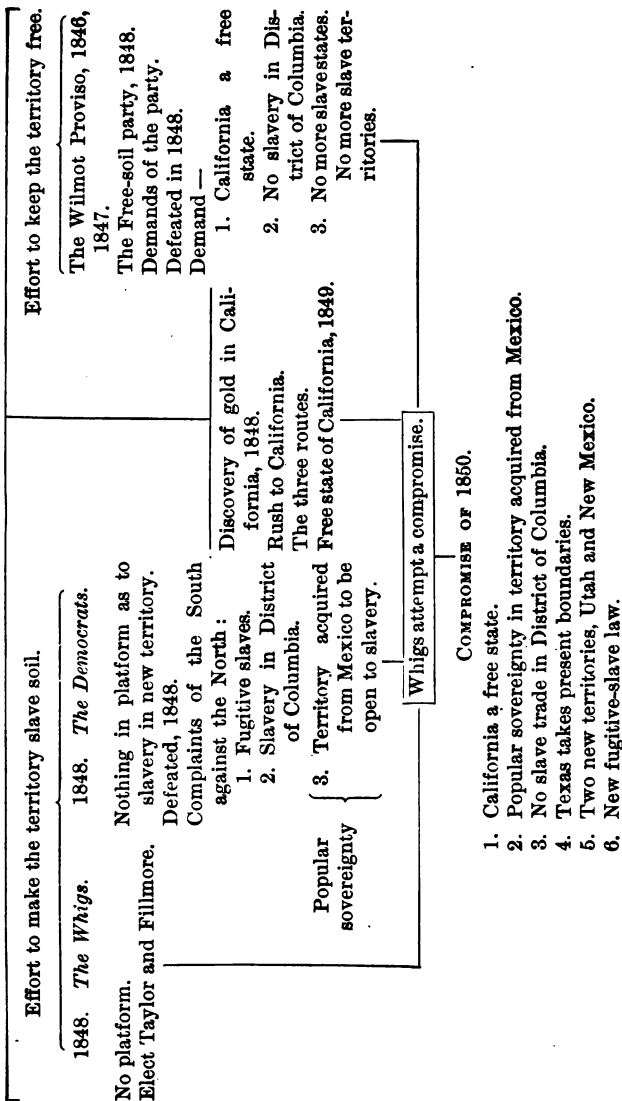 Effort to make the territory slave soil.
1848. The Whigs.
No platform.
Elect Taylor and Fillmore.
1848. The Democrats.
Nothing in platform as to
slavery in new territory.
Defeated, 1848.
Complaints of the South
against the North:
1. Fugitive slaves.
2. Slavery in District
of Columbia.
Popular
sovereignty
3. Territory acquired
from Mexico to be
open to slavery.
Discovery of gold in Cali-
fornia, 1848.
Rush to California.
The three routes.
Free state of California, 1849.
Effort to keep the territory free.
The Wilmot Proviso, 1846,
1847.
The Free-soil party, 1848.
Demands of the party.
Defeated in 1848.
Demand —
1. California a free
state.
2. No slavery in Dis-
trict of Columbia.
3. No more slave states.
No more slave ter-
ritories.
Whigs attempt a compromise.
COMPROMISE OF 1850.
1. California a free state.
2. Popular sovereignty in territory acquired from Mexico.
3. No slave trade in District of Columbia.
4. Texas takes present boundaries.
5. Two new territories, Utah and New Mexico.
6. New fugitive-slave law.